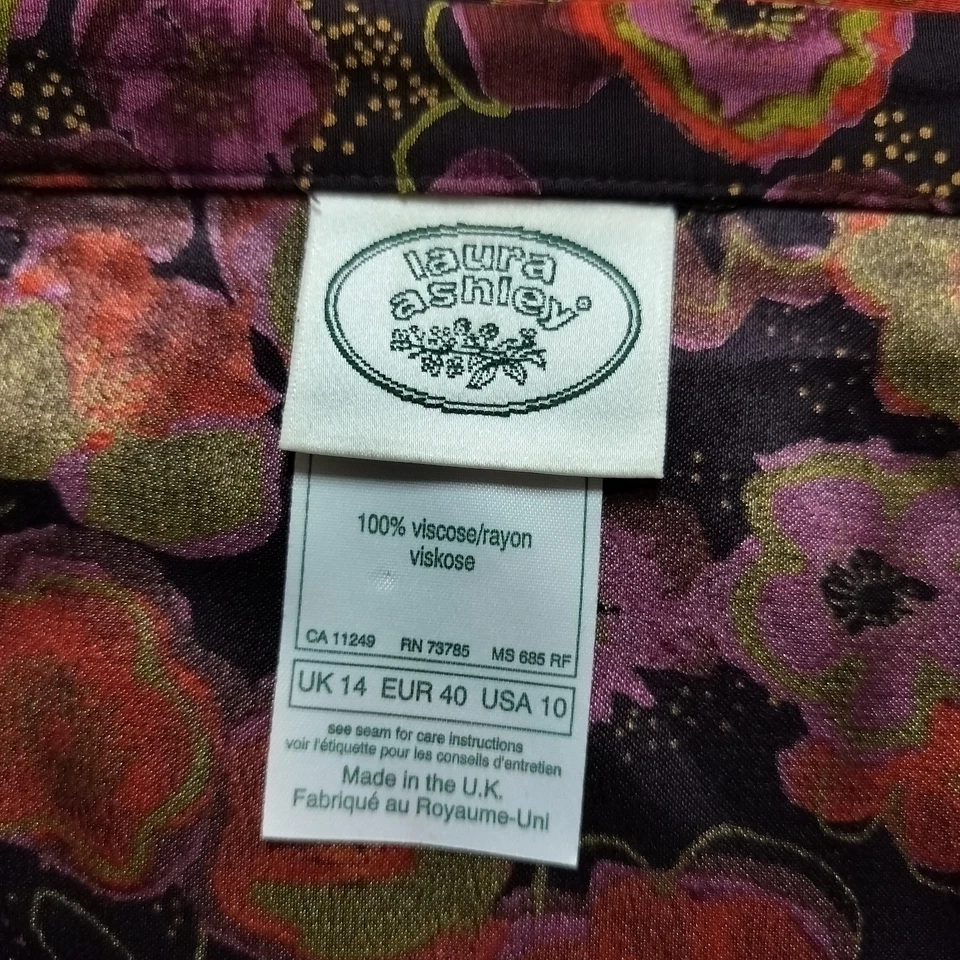 laura
ashley®
100% viscose/rayon
viskose
CA 11249 RN 73785 MS 685 RF
UK 14 EUR 40 USA 10
see seam for care instructions
voir l'étiquette pour les conseils d'entretien
Made in the U.K.
Fabriqué au Royaume-Uni